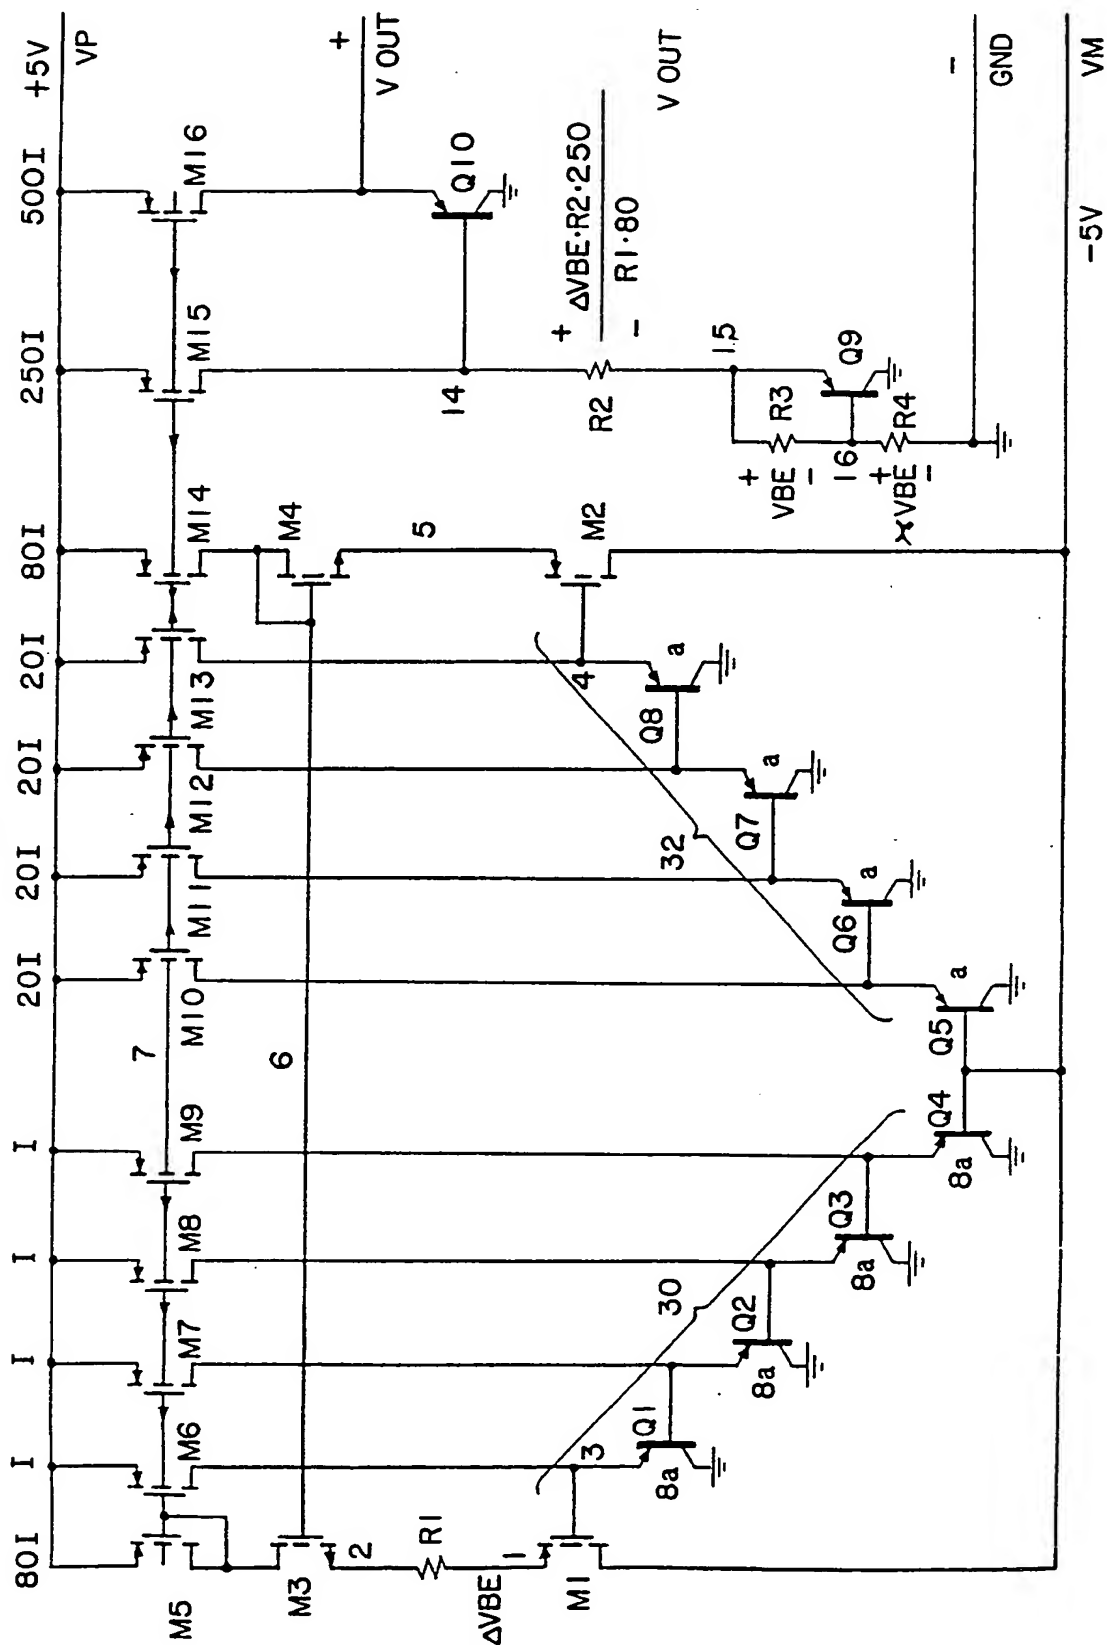 80I I I I I 20I 20I 20I 20I 80I 250I 500I +5V
VP
M5 M6 M7 M8 M9 M10 M11 M12 M13 M14 M15 M16
7
+
V OUT
M3 6 M4
2 5
R1
ΔVBE
1
M1
3 4
M2
14
Q10
+
ΔVBE·R2·250
R1·80
−
R2
V OUT
30 32
Q1 8a
Q2 8a
Q3 8a
Q4 8a
Q5 a
Q6 a
Q7 a
Q8 a
15
+
VBE
−
R3
16
Q9
+
xVBE
−
R4
−
GND
-5V VM